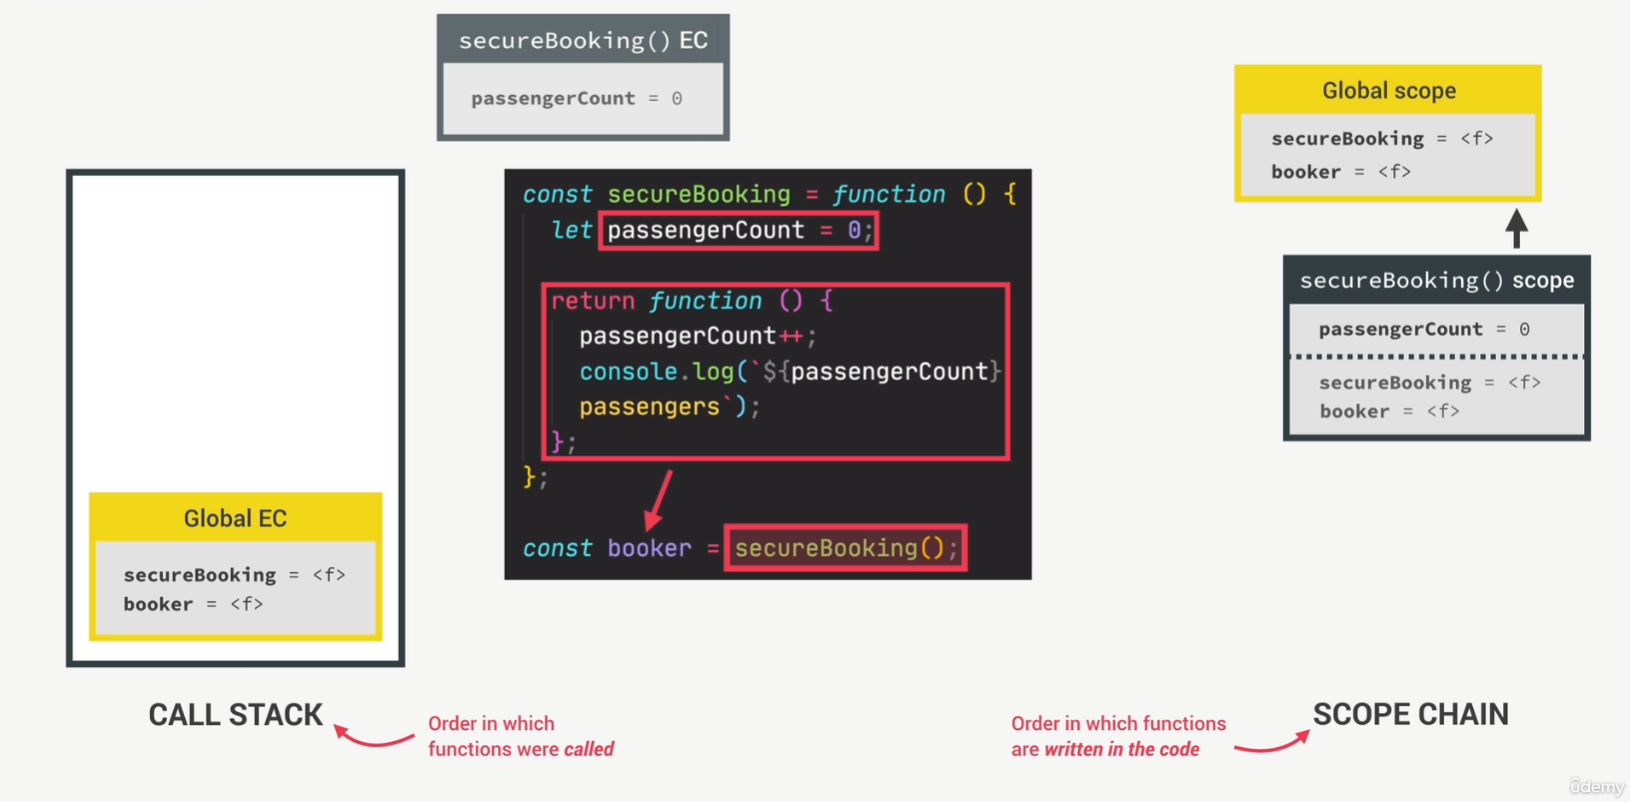 secureBooking() EC
passengerCount = 0
Global EC
secureBooking = <f>
booker = <f>
CALL STACK
Order in which
functions were called
const secureBooking = function () {
let passengerCount = 0;
return function () {
passengerCount++;
console.log(`${passengerCount}
passengers`);
};
};
const booker = secureBooking();
Global scope
secureBooking = <f>
booker = <f>
secureBooking() scope
passengerCount = 0
secureBooking = <f>
booker = <f>
Order in which functions
are written in the code
SCOPE CHAIN
ûdemy